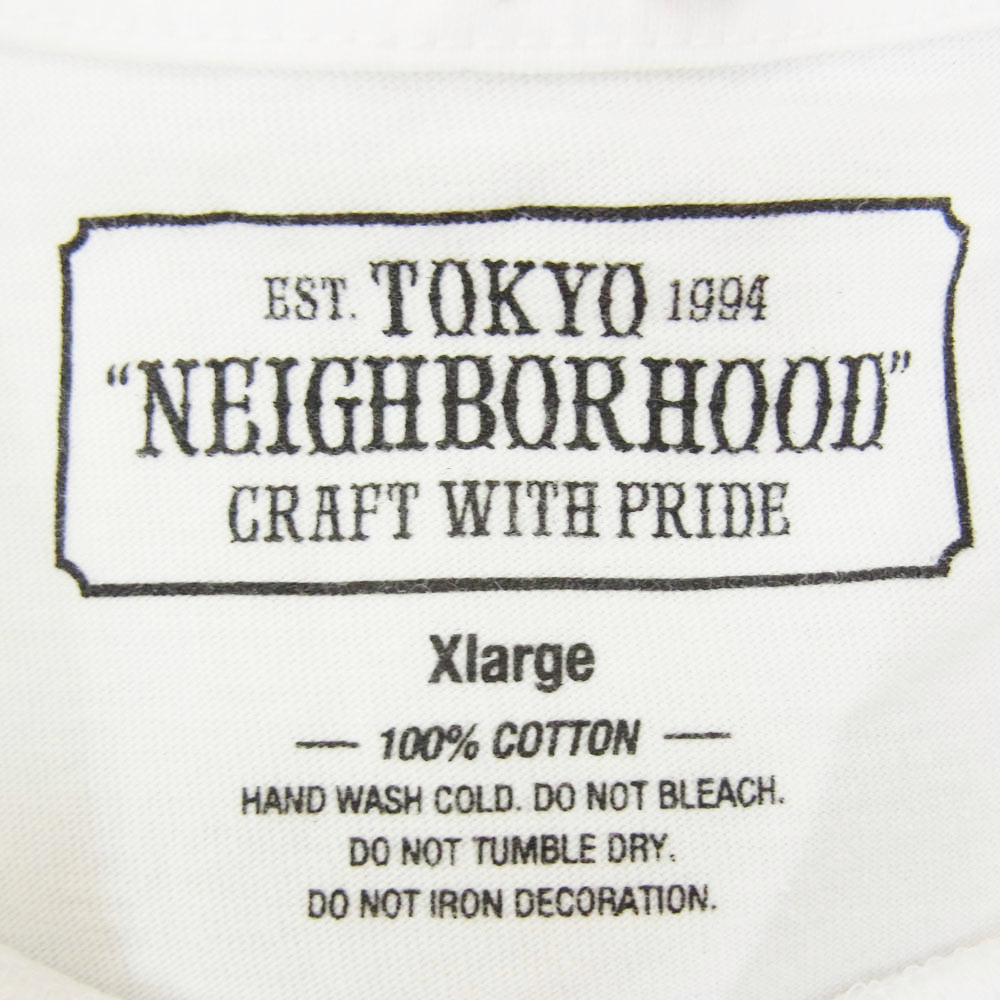 EST. TOKYO 1994
“NEIGHBORHOOD”
CRAFT WITH PRIDE
Xlarge
— 100% COTTON —
HAND WASH COLD. DO NOT BLEACH.
DO NOT TUMBLE DRY.
DO NOT IRON DECORATION.